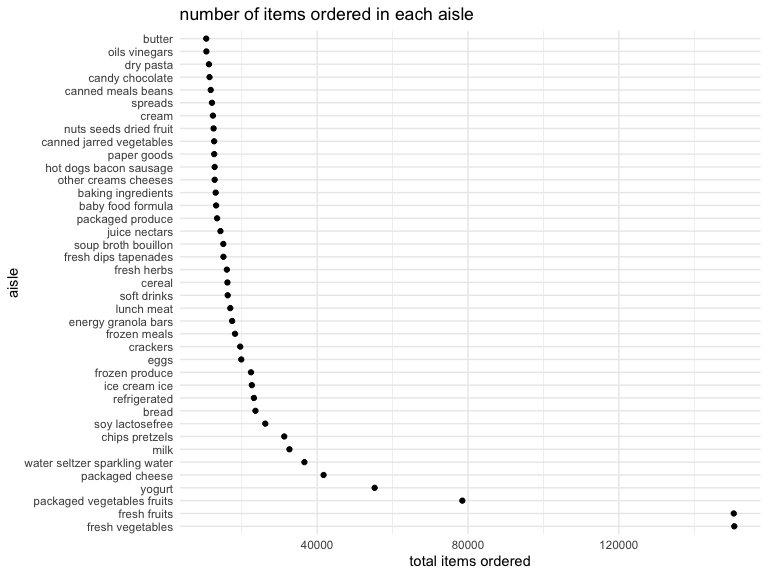 number of items ordered in each aisle
butter
oils vinegars
dry pasta
candy chocolate
canned meals beans
spreads
cream
nuts seeds dried fruit
canned jarred vegetables
paper goods
hot dogs bacon sausage
other creams cheeses
baking ingredients
baby food formula
packaged produce
juice nectars
soup broth bouillon
fresh dips tapenades
fresh herbs
cereal
soft drinks
lunch meat
energy granola bars
frozen meals
crackers
eggs
frozen produce
ice cream ice
refrigerated
bread
soy lactosefree
chips pretzels
milk
water seltzer sparkling water
packaged cheese
yogurt
packaged vegetables fruits
fresh fruits
fresh vegetables
aisle
40000 80000 120000
total items ordered